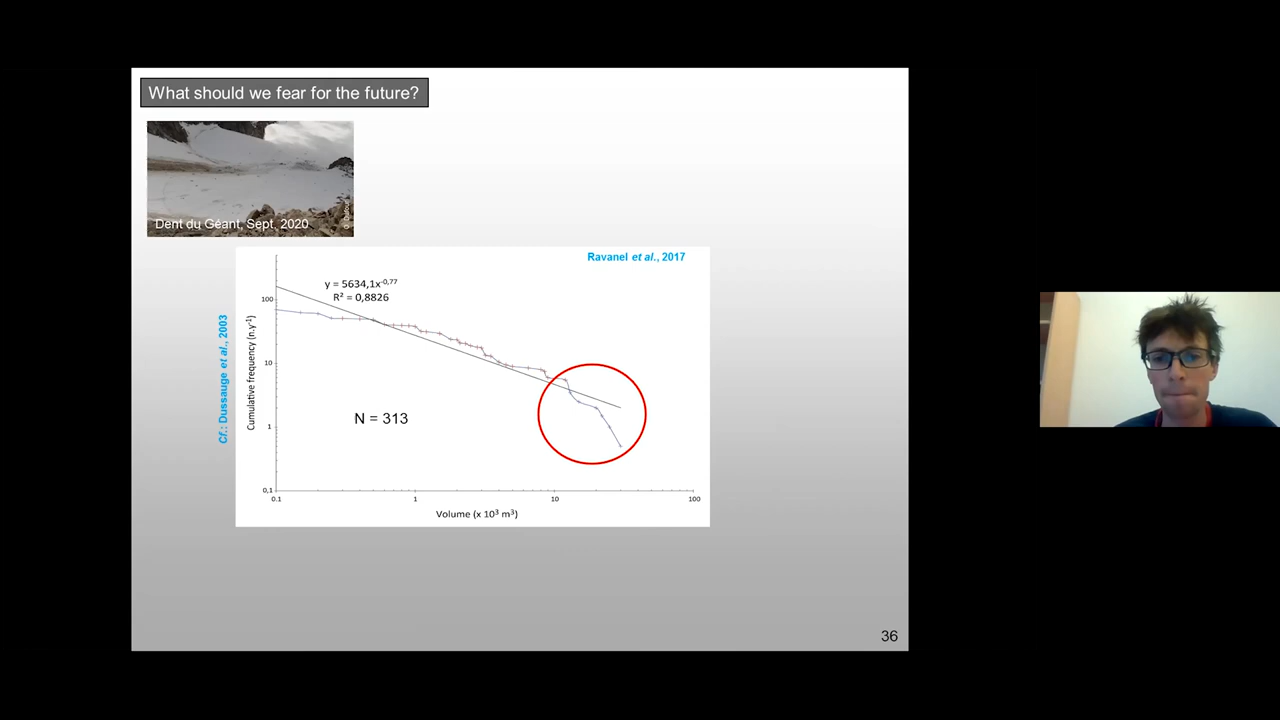 What should we fear for the future?
Dent du Géant, Sept. 2020
Ravanel et al., 2017
Cf.: Dussauge et al., 2003
y = 5634,1x^-0,77
R² = 0,8826
Cumulative frequency (n.y⁻¹)
100
10
1
0,1
N = 313
0.1
1
10
100
Volume (x 10³ m³)
36